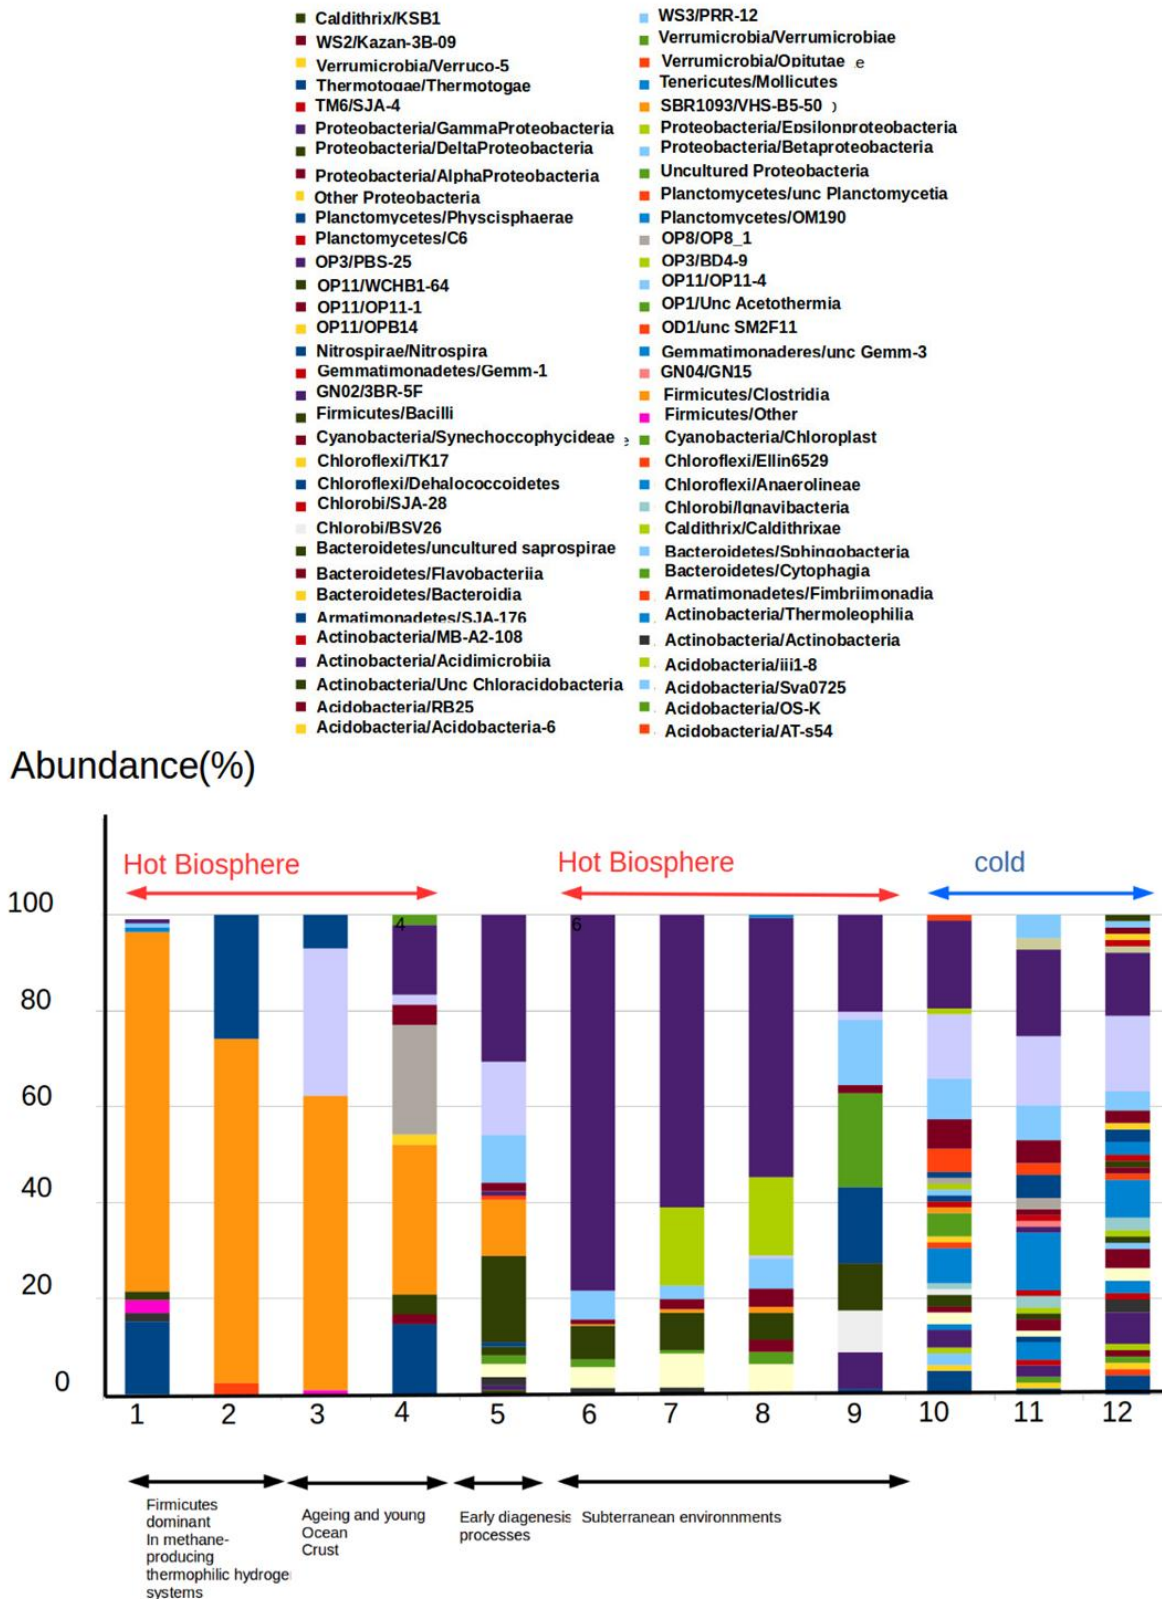 Caldithrix/KSB1
WS2/Kazan-3B-09
Verrumicrobia/Verruco-5
Thermotogae/Thermotogae
TM6/SJA-4
Proteobacteria/GammaProteobacteria
Proteobacteria/DeltaProteobacteria
Proteobacteria/AlphaProteobacteria
Other Proteobacteria
Planctomycetes/Phycisphaerae
Planctomycetes/C6
OP3/PBS-25
OP11/WCHB1-64
OP11/OP11-1
OP11/OPB14
Nitrospirae/Nitrospira
Gemmatimonadetes/Gemm-1
GN02/3BR-5F
Firmicutes/Bacilli
Cyanobacteria/Synechoccophycideae e
Chloroflexi/TK17
Chloroflexi/Dehalococcoidetes
Chlorobi/SJA-28
Chlorobi/BSV26
Bacteroidetes/uncultured saprospirae
Bacteroidetes/Flavobacteriia
Bacteroidetes/Bacteroidia
Armatimonadetes/SJA-176
Actinobacteria/MB-A2-108
Actinobacteria/Acidimicrobiia
Actinobacteria/Unc Chloracidobacteria
Acidobacteria/RB25
Acidobacteria/Acidobacteria-6
WS3/PRR-12
Verrumicrobia/Verrumicrobiae
Verrumicrobia/Opitutae e
Tenericutes/Mollicutes
SBR1093/VHS-B5-50 )
Proteobacteria/Epsilonproteobacteria
Proteobacteria/Betaproteobacteria
Uncultured Proteobacteria
Planctomycetes/unc Planctomycetia
Planctomycetes/OM190
OP8/OP8_1
OP3/BD4-9
OP11/OP11-4
OP1/Unc Acetothermia
OD1/unc SM2F11
Gemmatimonaderes/unc Gemm-3
GN04/GN15
Firmicutes/Clostridia
Firmicutes/Other
Cyanobacteria/Chloroplast
Chloroflexi/Ellin6529
Chloroflexi/Anaerolineae
Chlorobi/Ignavibacteria
Caldithrix/Caldithrixae
Bacteroidetes/Sphingobacteria
Bacteroidetes/Cytophagia
Armatimonadetes/Fimbriimonadia
Actinobacteria/Thermoleophilia
Actinobacteria/Actinobacteria
Acidobacteria/iii1-8
Acidobacteria/Sva0725
Acidobacteria/OS-K
Acidobacteria/AT-s54
Abundance(%)
Hot Biosphere
Hot Biosphere
cold
100
4
6
80
60
40
20
0
1 2 3 4 5 6 7 8 9 10 11 12
Firmicutes
dominant
In methane-
producing
thermophilic hydroge
systems
Ageing and young
Ocean
Crust
Early diagenesis
processes
Subterranean environnments